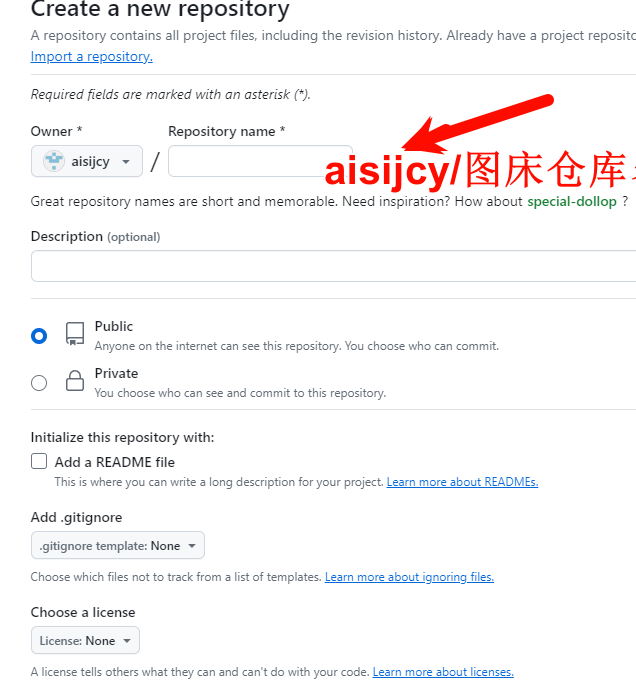 Create a new repository
A repository contains all project files, including the revision history. Already have a project
Import a repository.
Required fields are marked with an asterisk (*).
Owner * Repository name *
aisijcy / aisijcy/图床仓库
Great repository names are short and memorable. Need inspiration? How about special-dollop ?
Description (optional)
Public
Anyone on the internet can see this repository. You choose who can commit.
Private
You choose who can see and commit to this repository.
Initialize this repository with:
Add a README file
This is where you can write a long description for your project. Learn more about READMEs.
Add .gitignore
.gitignore template: None
Choose which files not to track from a list of templates. Learn more about ignoring files.
Choose a license
License: None
A license tells others what they can and can't do with your code. Learn more about licenses.